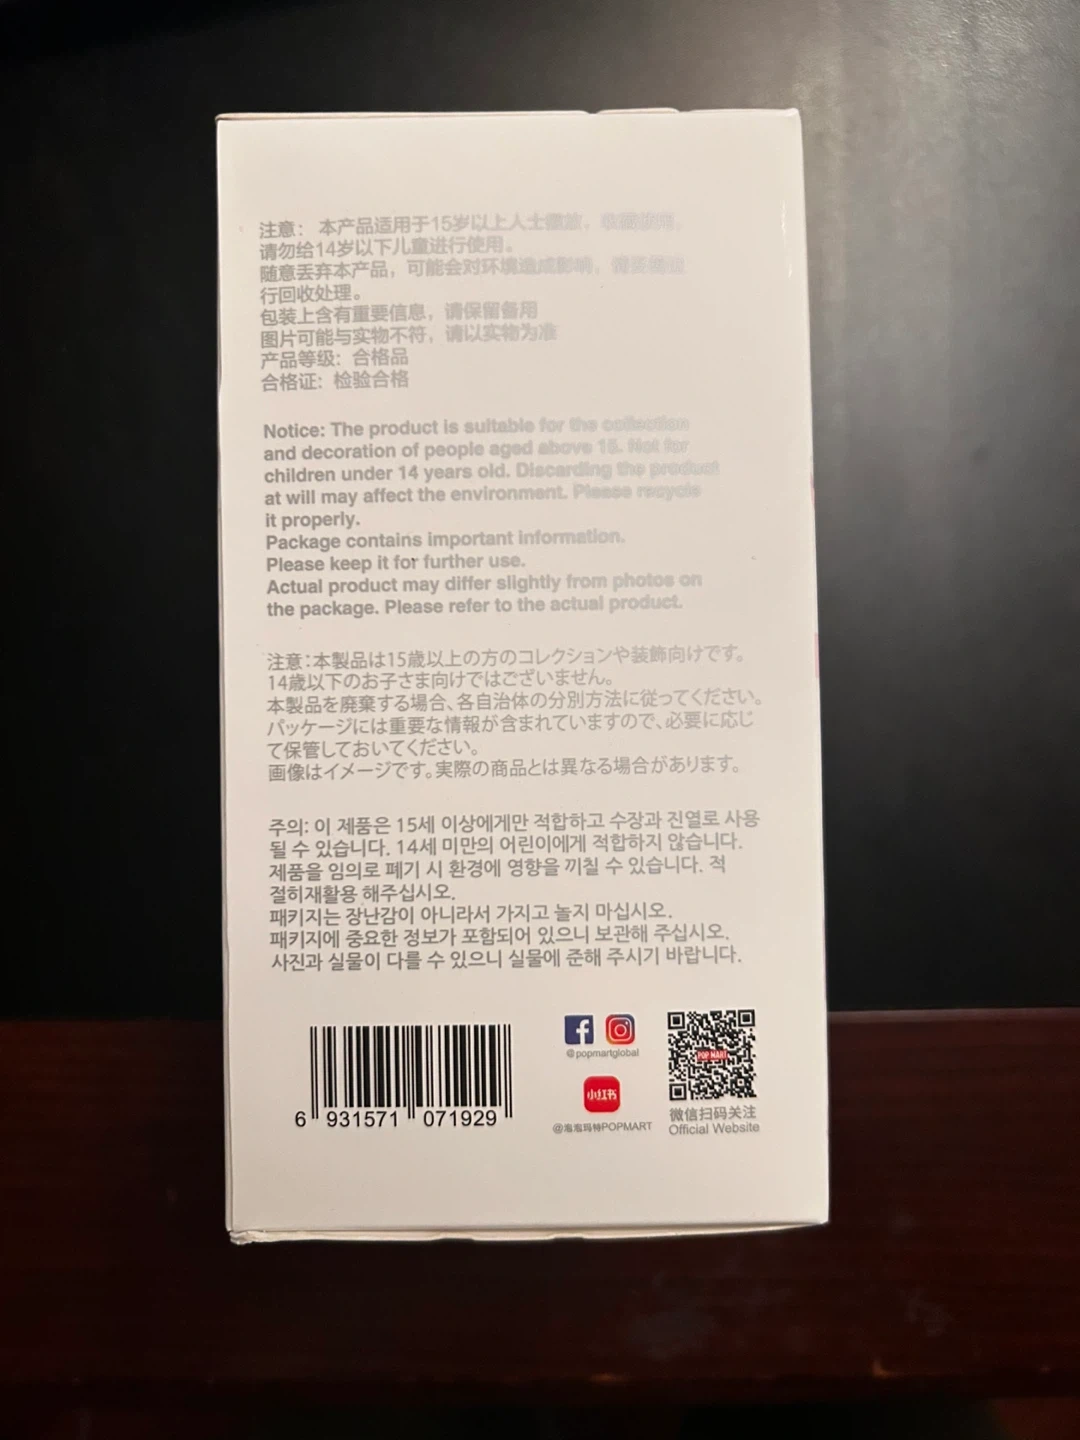 注意： 本产品适用于15岁以上人士摆放、收藏使用。
请勿给14岁以下儿童进行使用。
随意丢弃本产品，可能会对环境造成影响，需要
行回收处理。
包装上含有重要信息，请保留备用
图片可能与实物不符，请以实物为准
产品等级：合格品
合格证：检验合格
Notice: The product is suitable for the collection
and decoration of people aged above 15. Not for
children under 14 years old. Discarding the product
at will may affect the environment. Please recycle
it properly.
Package contains important information.
Please keep it for further use.
Actual product may differ slightly from photos on
the package. Please refer to the actual product.
注意：本製品は15歳以上の方のコレクションや装飾向けです。
14歳以下のお子さま向けではございません。
本製品を廃棄する場合、各自治体の分別方法に従ってください。
パッケージには重要な情報が含まれていますので、必要に応じ
て保管しておいてください。
画像はイメージです。実際の商品とは異なる場合があります。
주의: 이 제품은 15세 이상에게만 적합하고 수장과 진열로 사용
될 수 있습니다. 14세 미만의 어린이에게 적합하지 않습니다.
제품을 임의로 폐기 시 환경에 영향을 끼칠 수 있습니다. 적
절히재활용 해주십시오.
패키지는 장난감이 아니라서 가지고 놀지 마십시오.
패키지에 중요한 정보가 포함되어 있으니 보관해 주십시오.
사진과 실물이 다를 수 있으니 실물에 준해 주시기 바랍니다.
6 931571 071929
@popmartglobal
小红书
@泡泡玛特POPMART
POP MART
微信扫码关注
Official Website